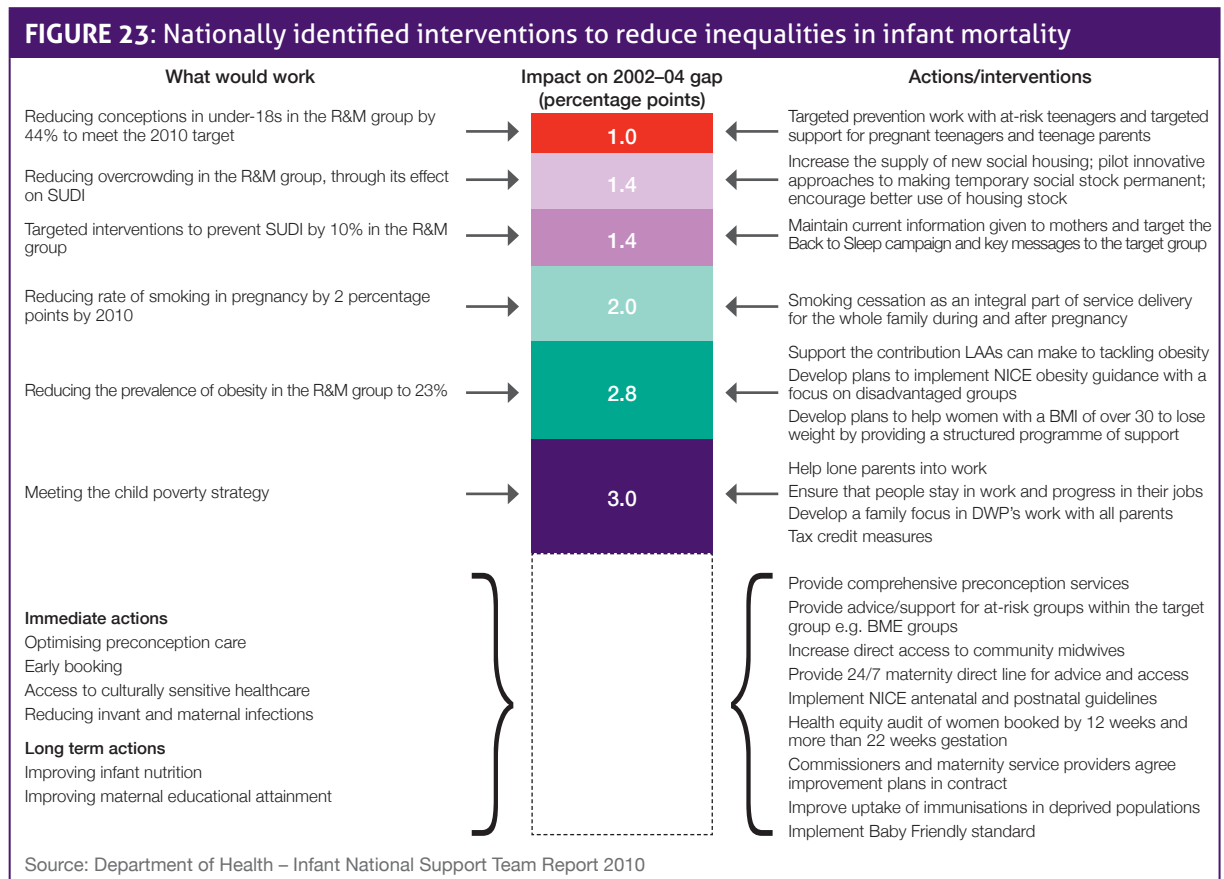 FIGURE 23: Nationally identified interventions to reduce inequalities in infant mortality
What would work
Impact on 2002–04 gap
(percentage points)
Actions/interventions
Reducing conceptions in under-18s in the R&M group by
44% to meet the 2010 target
1.0
Targeted prevention work with at-risk teenagers and targeted
support for pregnant teenagers and teenage parents
Reducing overcrowding in the R&M group, through its effect
on SUDI
1.4
Increase the supply of new social housing; pilot innovative
approaches to making temporary social stock permanent;
encourage better use of housing stock
Targeted interventions to prevent SUDI by 10% in the R&M
group
1.4
Maintain current information given to mothers and target the
Back to Sleep campaign and key messages to the target group
Reducing rate of smoking in pregnancy by 2 percentage
points by 2010
2.0
Smoking cessation as an integral part of service delivery
for the whole family during and after pregnancy
Reducing the prevalence of obesity in the R&M group to 23%
2.8
Support the contribution LAAs can make to tackling obesity
Develop plans to implement NICE obesity guidance with a
focus on disadvantaged groups
Develop plans to help women with a BMI of over 30 to lose
weight by providing a structured programme of support
Meeting the child poverty strategy
3.0
Help lone parents into work
Ensure that people stay in work and progress in their jobs
Develop a family focus in DWP's work with all parents
Tax credit measures
Immediate actions
Optimising preconception care
Early booking
Access to culturally sensitive healthcare
Reducing invant and maternal infections
Long term actions
Improving infant nutrition
Improving maternal educational attainment
Provide comprehensive preconception services
Provide advice/support for at-risk groups within the target
group e.g. BME groups
Increase direct access to community midwives
Provide 24/7 maternity direct line for advice and access
Implement NICE antenatal and postnatal guidelines
Health equity audit of women booked by 12 weeks and
more than 22 weeks gestation
Commissioners and maternity service providers agree
improvement plans in contract
Improve uptake of immunisations in deprived populations
Implement Baby Friendly standard
Source: Department of Health – Infant National Support Team Report 2010